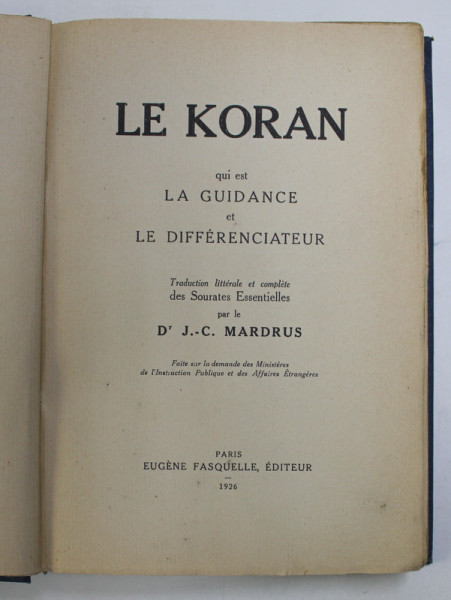 LE KORAN
qui est
LA GUIDANCE
et
LE DIFFÉRENCIATEUR
Traduction littérale et complète
des Sourates Essentielles
par le
Dr J.-C. MARDRUS
Faite sur la demande des Ministères
de l'Instruction Publique et des Affaires Étrangères
PARIS
EUGÈNE FASQUELLE, ÉDITEUR
—
1926